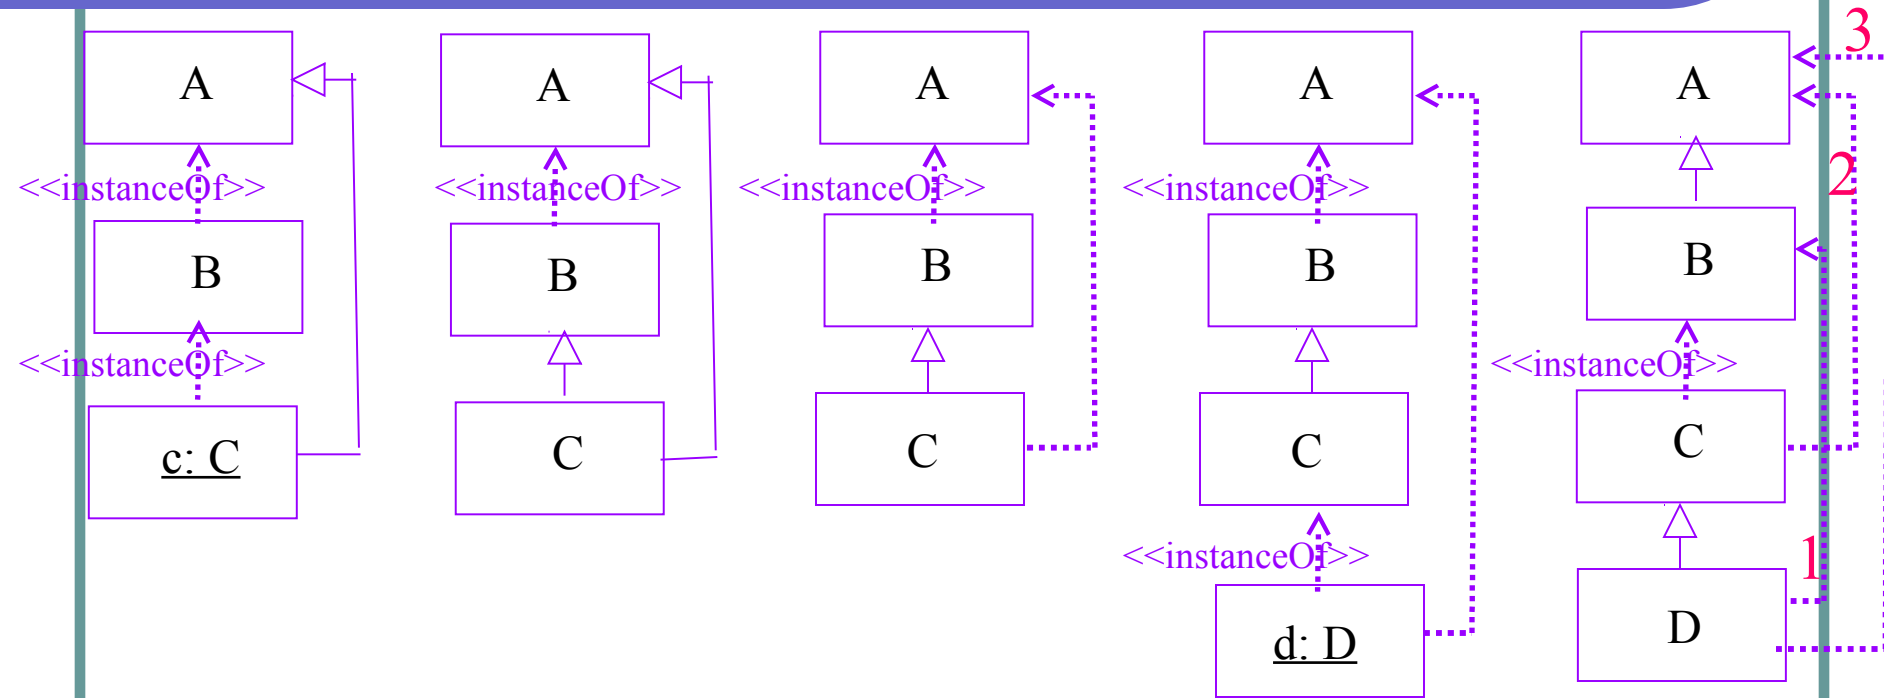 3
A A A A A
2
<<instanceOf>> <<instanceOf>> <<instanceOf>> <<instanceOf>>
B B B B B
<<instanceOf>> <<instanceOf>>
c: C C C C C
<<instanceOf>> 1
d: D D